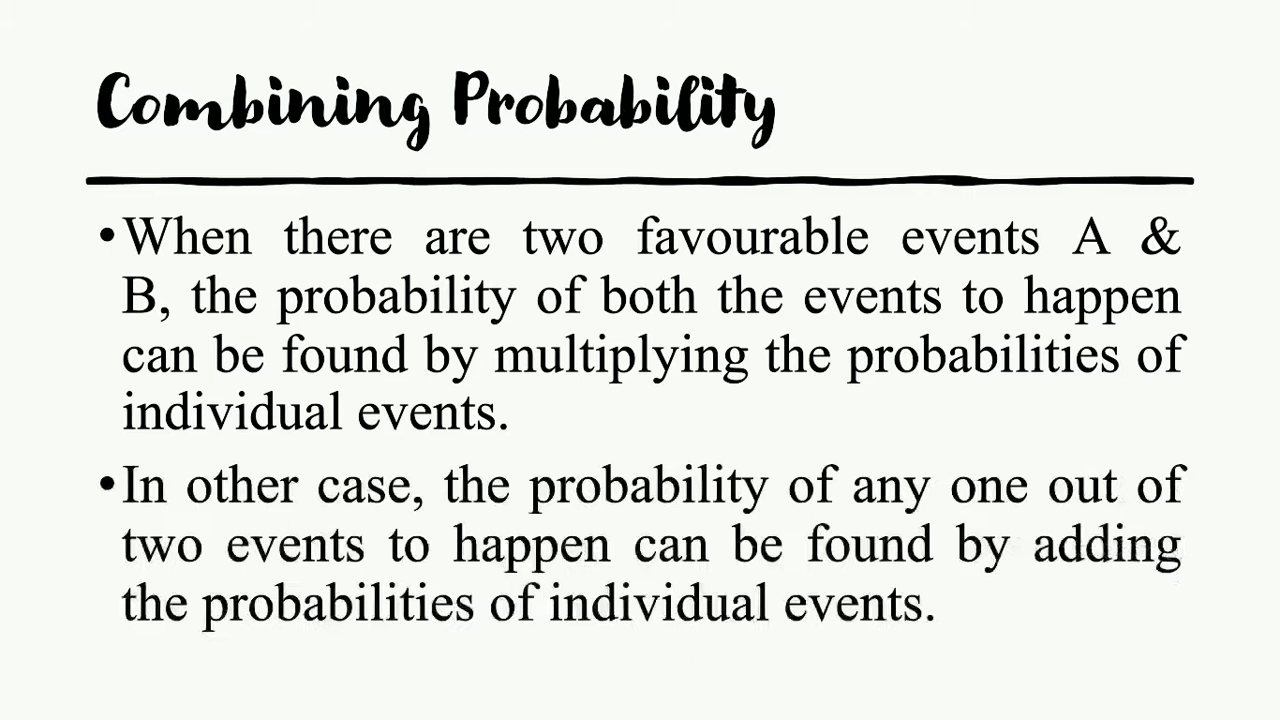 Combining Probability
•When there are two favourable events A &
B, the probability of both the events to happen
can be found by multiplying the probabilities of
individual events.
•In other case, the probability of any one out of
two events to happen can be found by adding
the probabilities of individual events.